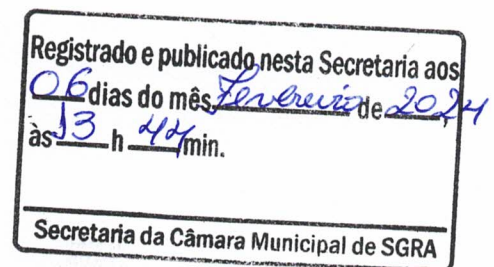 Registrado e publicado nesta Secretaria aos
06 dias do mês Fevereiro de 2024,
às 13 h 44 min.
Secretaria da Câmara Municipal de SGRA